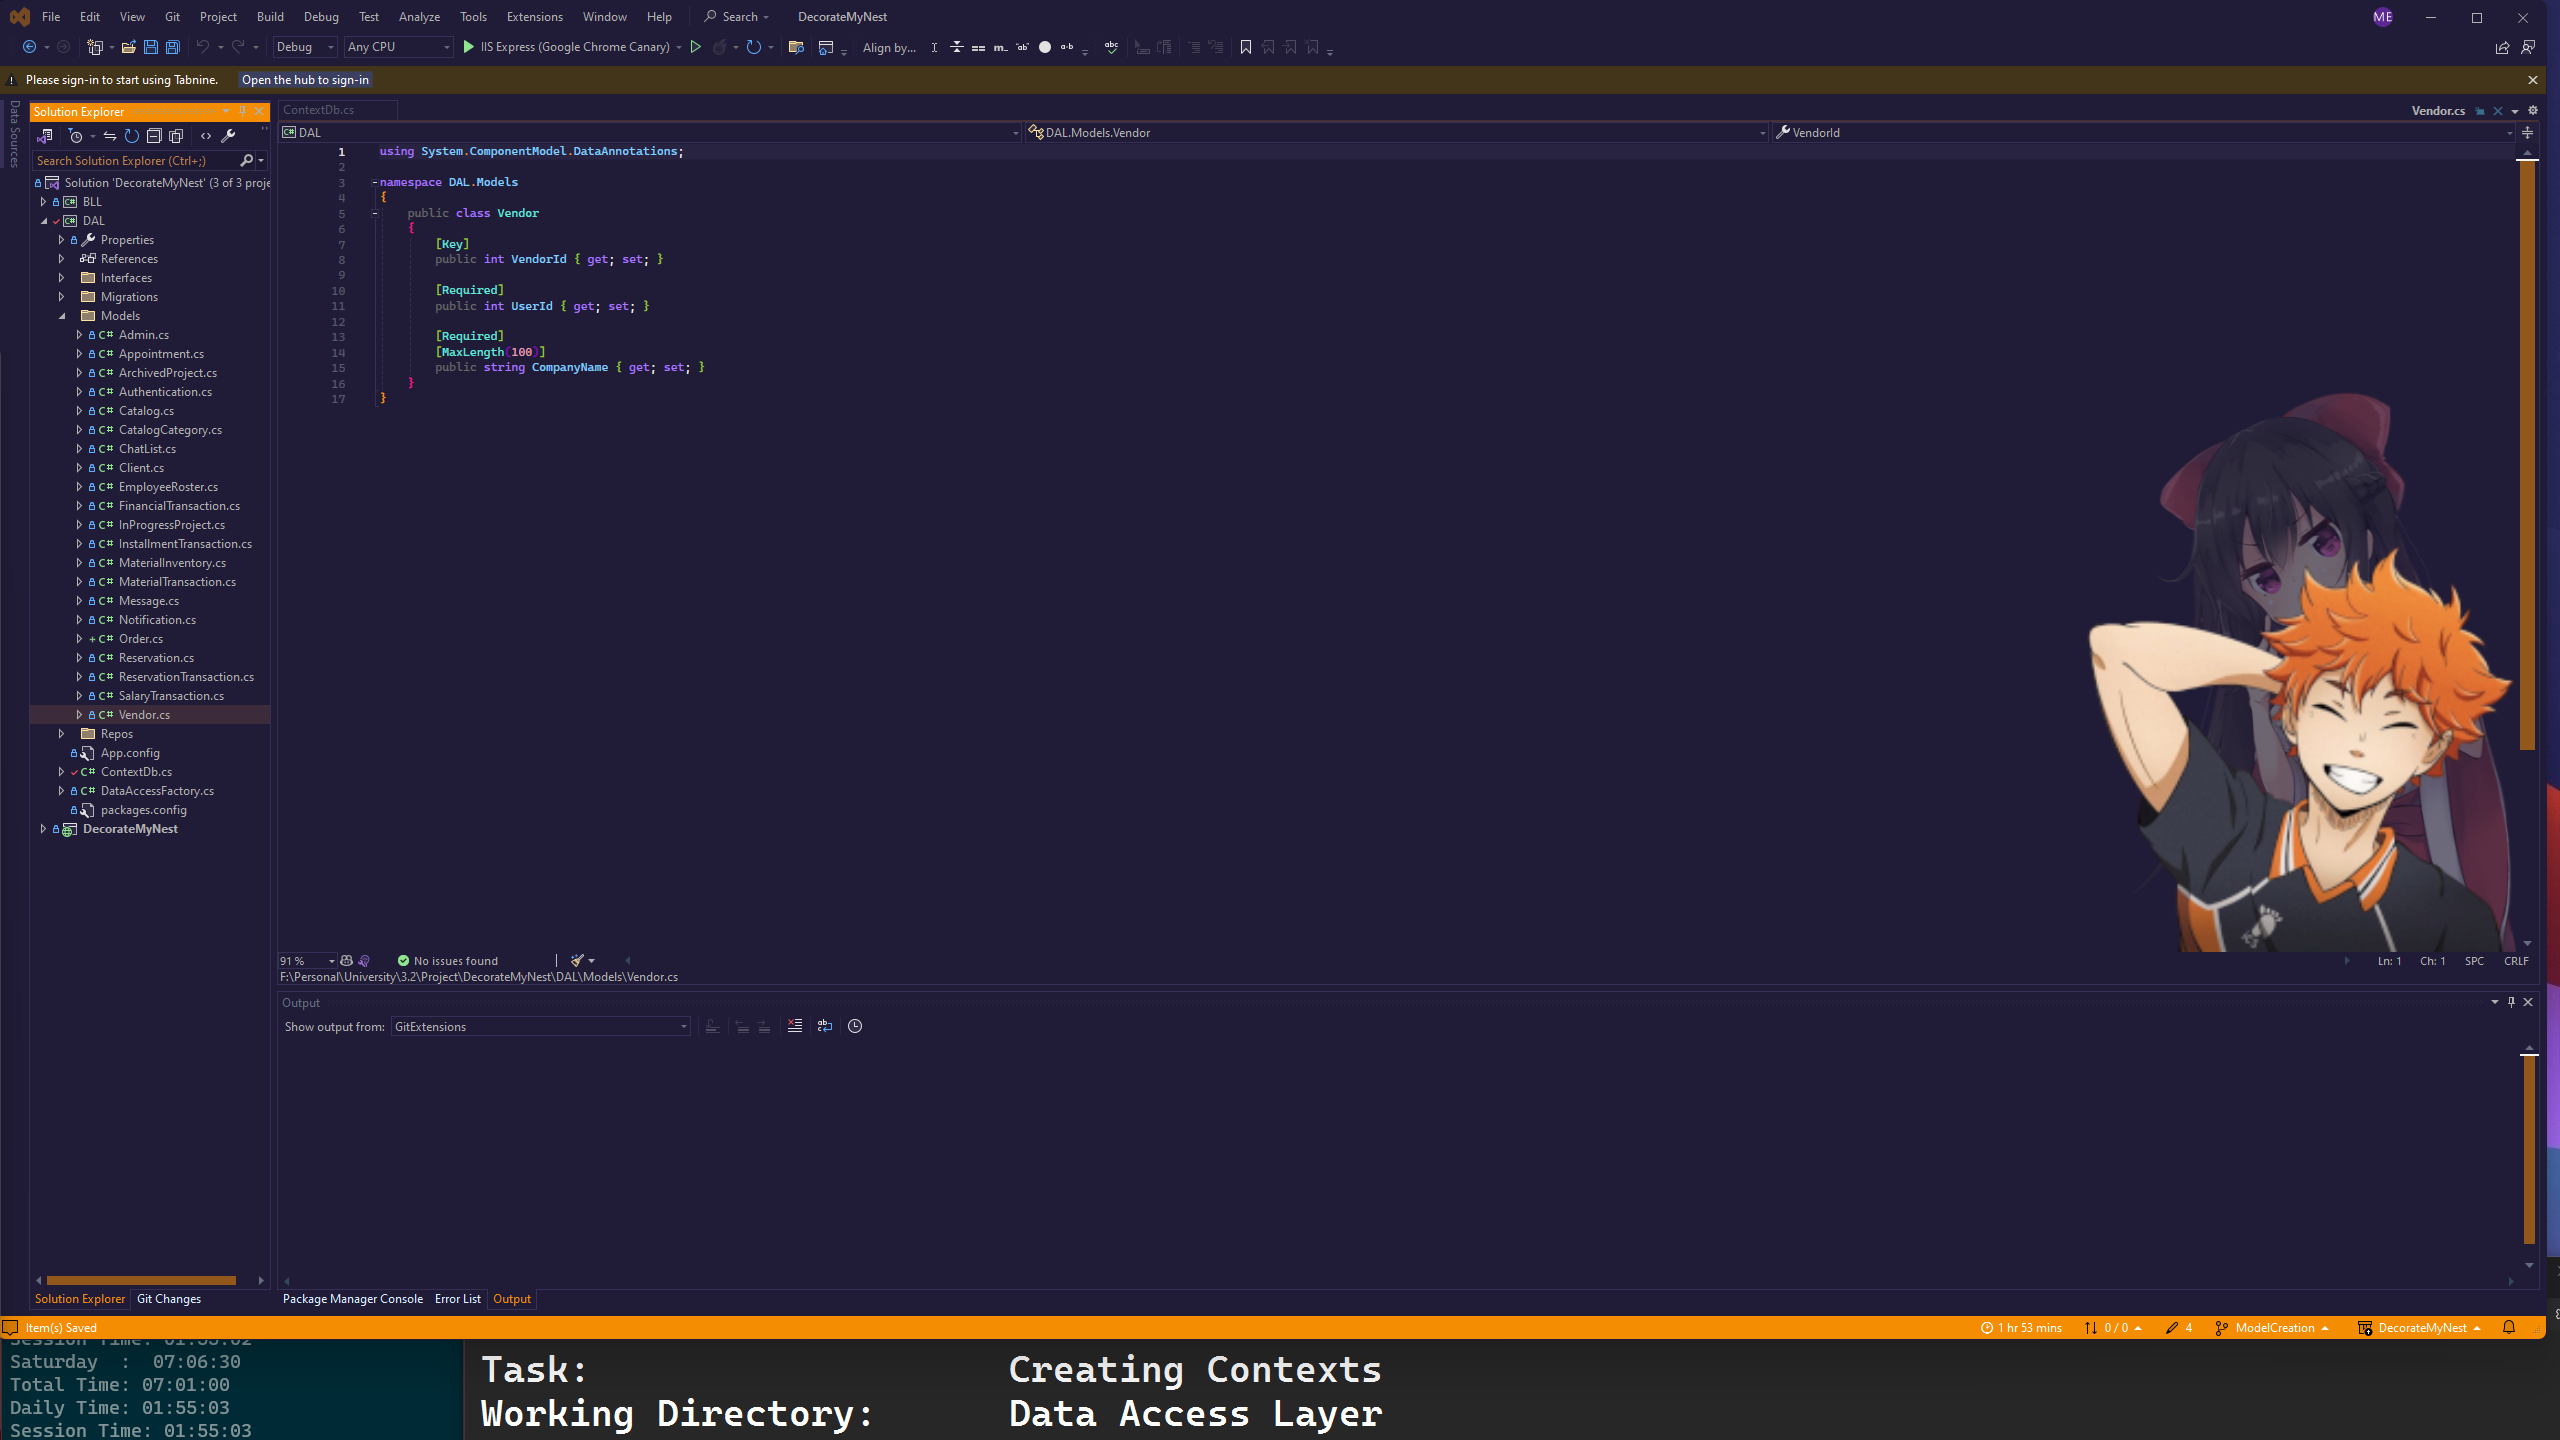 File Edit View Git Project Build Debug Test Analyze Tools Extensions Window Help Search DecorateMyNest ME
Debug Any CPU IIS Express (Google Chrome Canary) Align by...
Please sign-in to start using Tabnine. Open the hub to sign-in
Data Sources
Solution Explorer
Search Solution Explorer (Ctrl+;)
Solution 'DecorateMyNest' (3 of 3 proje
BLL
DAL
Properties
References
Interfaces
Migrations
Models
C# Admin.cs
C# Appointment.cs
C# ArchivedProject.cs
C# Authentication.cs
C# Catalog.cs
C# CatalogCategory.cs
C# ChatList.cs
C# Client.cs
C# EmployeeRoster.cs
C# FinancialTransaction.cs
C# InProgressProject.cs
C# InstallmentTransaction.cs
C# MaterialInventory.cs
C# MaterialTransaction.cs
C# Message.cs
C# Notification.cs
+ C# Order.cs
C# Reservation.cs
C# ReservationTransaction.cs
C# SalaryTransaction.cs
C# Vendor.cs
Repos
App.config
C# ContextDb.cs
C# DataAccessFactory.cs
packages.config
DecorateMyNest
Solution Explorer Git Changes
ContextDb.cs Vendor.cs
C# DAL DAL.Models.Vendor VendorId
1 using System.ComponentModel.DataAnnotations;
2
3 namespace DAL.Models
4 {
5 public class Vendor
6 {
7 [Key]
8 public int VendorId { get; set; }
9
10 [Required]
11 public int UserId { get; set; }
12
13 [Required]
14 [MaxLength(100)]
15 public string CompanyName { get; set; }
16 }
17 }
91 % No issues found Ln: 1 Ch: 1 SPC CRLF
F:\Personal\University\3.2\Project\DecorateMyNest\DAL\Models\Vendor.cs
Output
Show output from: GitExtensions
Package Manager Console Error List Output
Item(s) Saved 1 hr 53 mins 0 / 0 4 ModelCreation DecorateMyNest
Saturday : 07:06:30
Total Time: 07:01:00
Daily Time: 01:55:03
Session Time: 01:55:03
Task: Creating Contexts
Working Directory: Data Access Layer